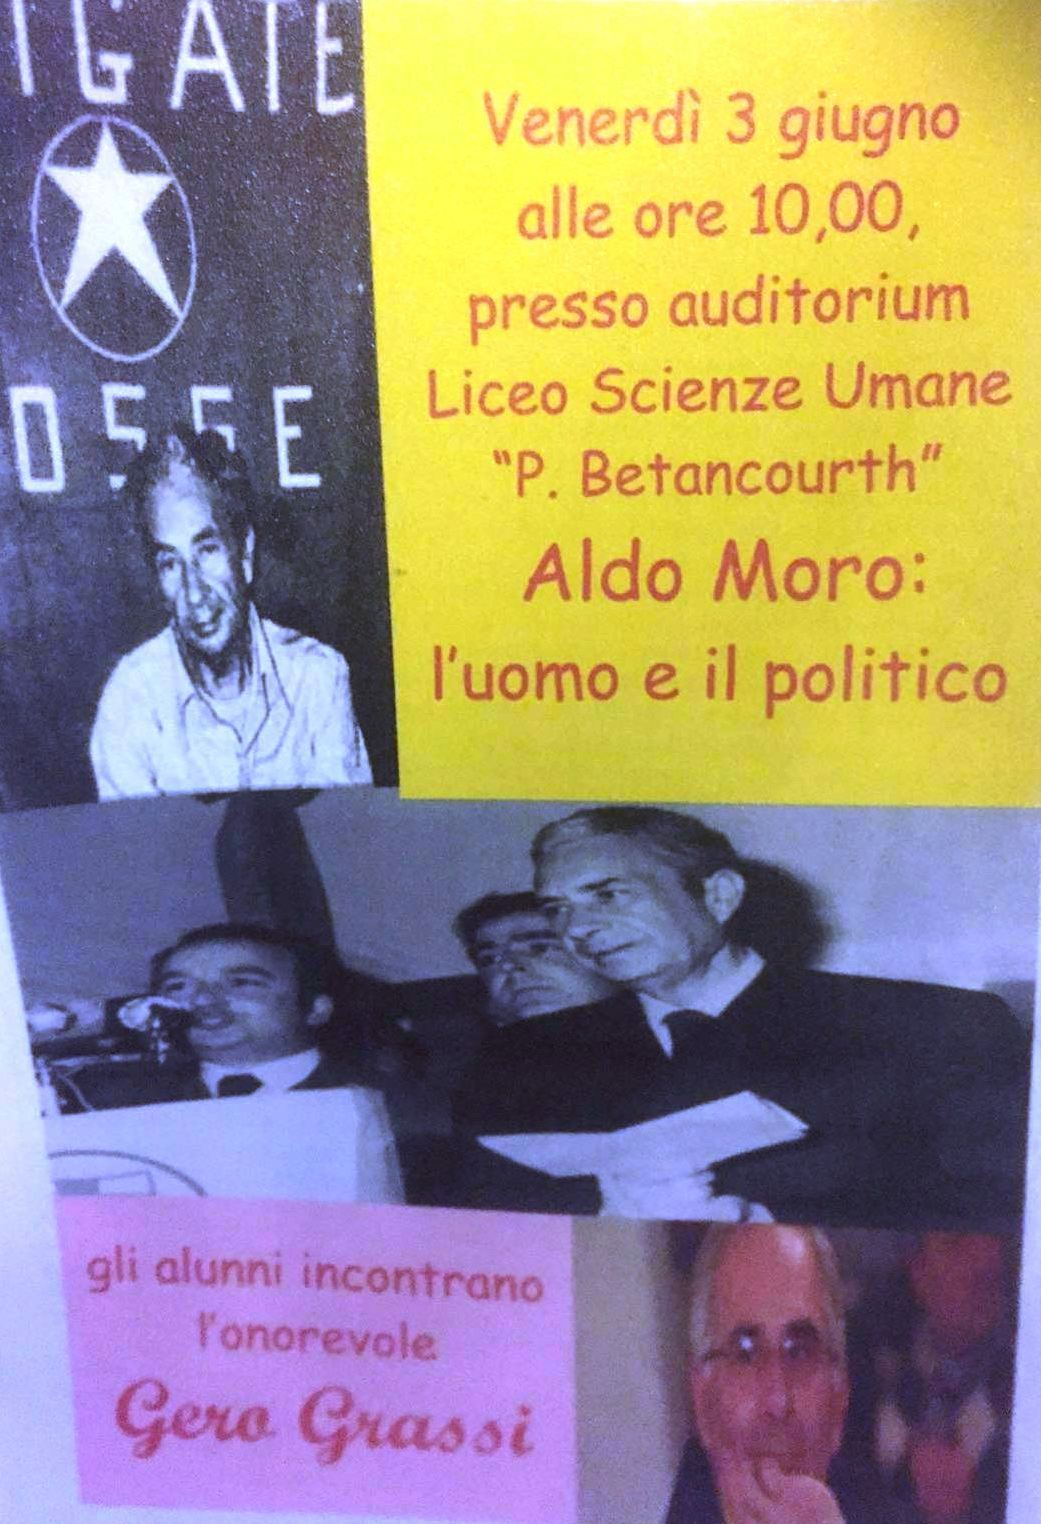 IGATE
OSSE
Venerdì 3 giugno
alle ore 10,00,
presso auditorium
Liceo Scienze Umane
“P. Betancourth”
Aldo Moro:
l'uomo e il politico
gli alunni incontrano
l'onorevole
Gero Grassi